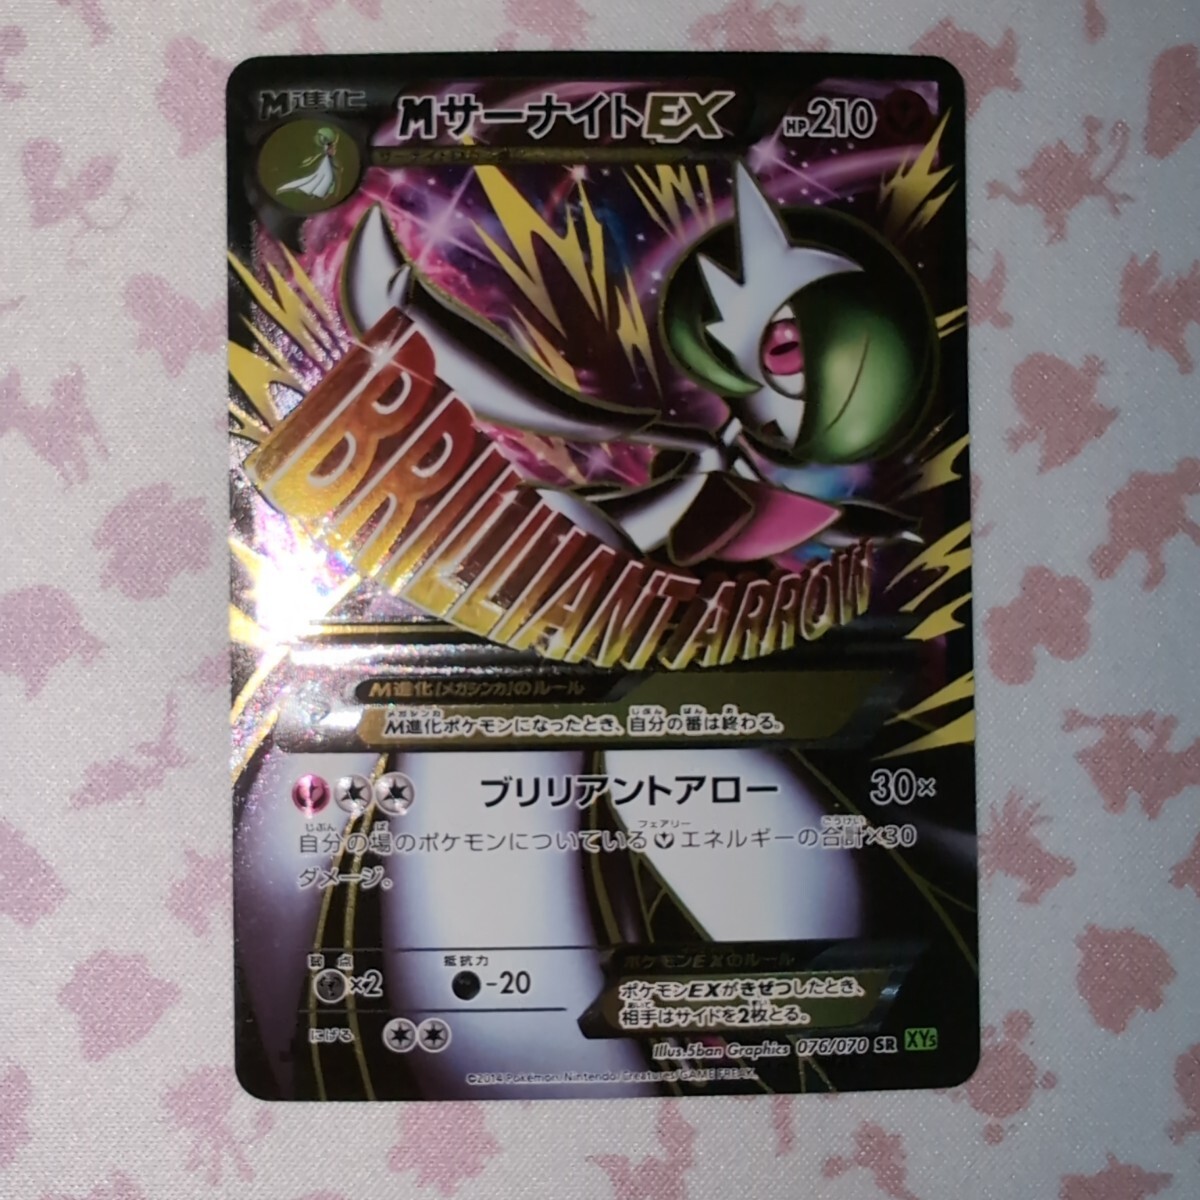 M進化
MサーナイトEX
HP210
BRILLIANT ARROW
M進化[メガシンカ]のルール
M進化ポケモンになったとき、自分の番は終わる。
ブリリアントアロー 30×
自分の場のポケモンについているエネルギーの合計×30
ダメージ。
弱点 ×2 抵抗力 -20
にげる
ポケモンEXのルール
ポケモンEXがきぜつしたとき、
相手はサイドを2枚とる。
Illus.5ban Graphics 076/070 SR XY5
©2014 Pokémon/Nintendo/Creatures/GAME FREAK.